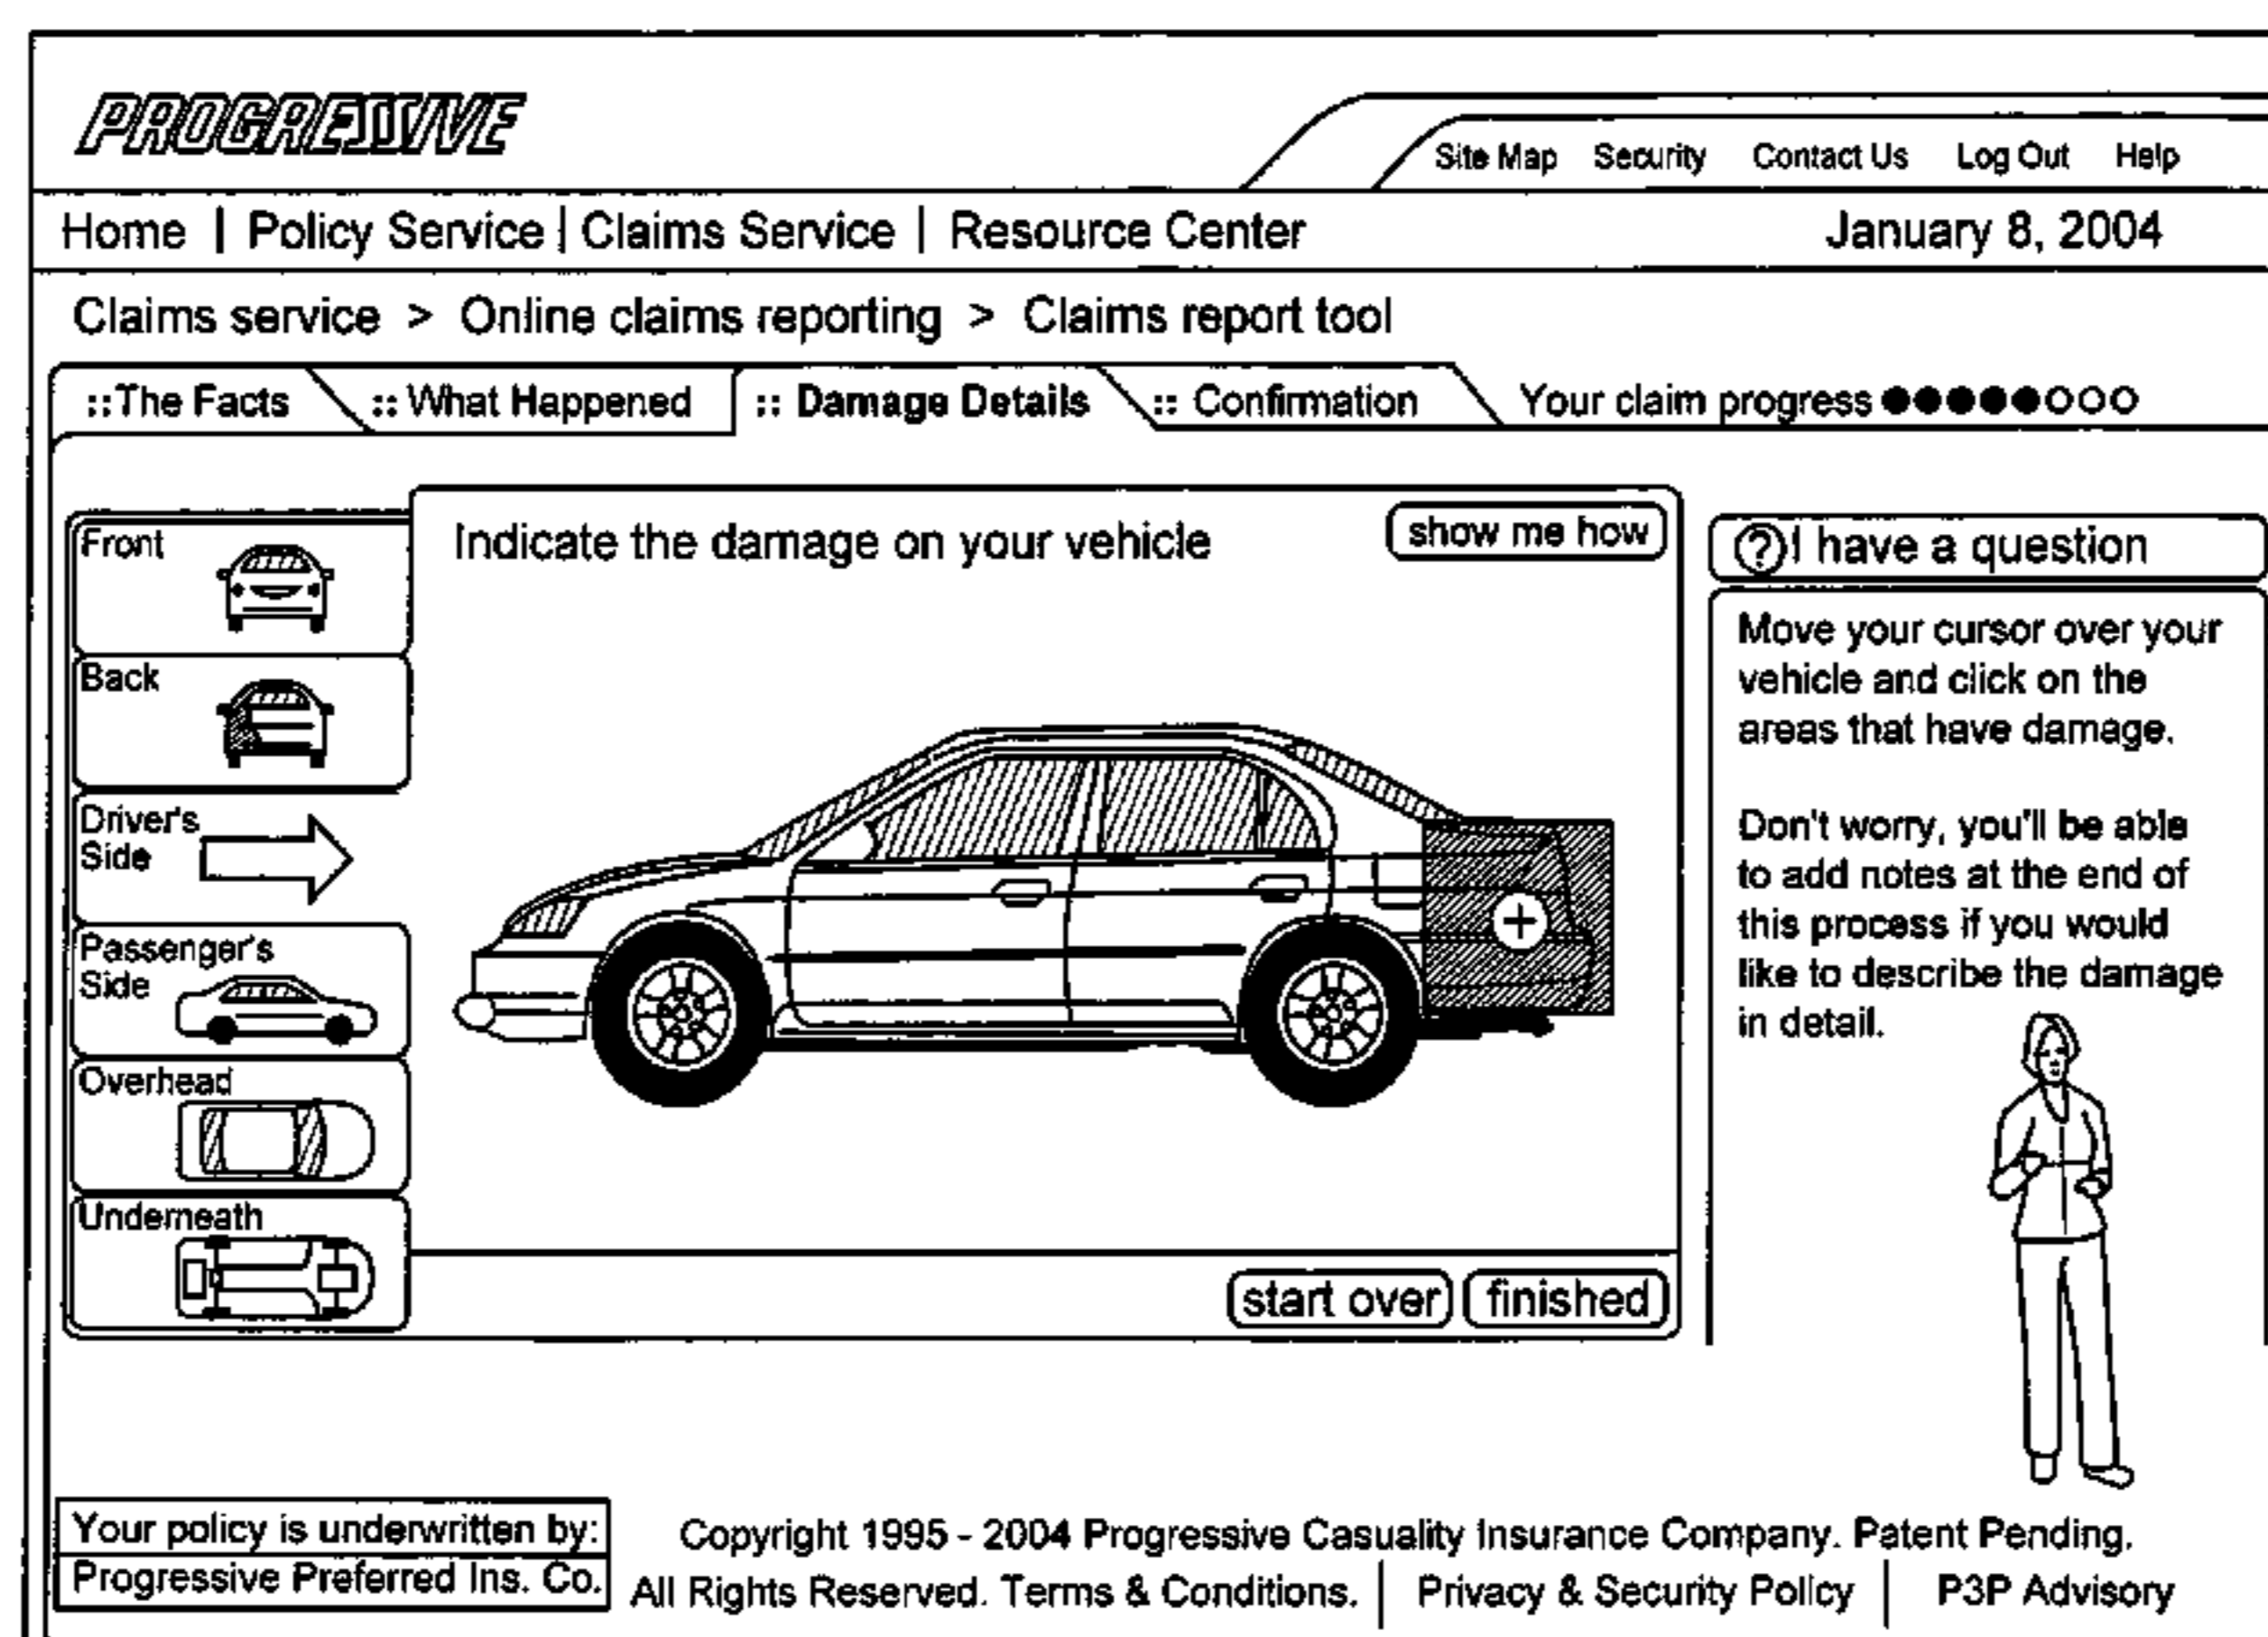 PROGRESSIVE
Site Map Security Contact Us Log Out Help
Home | Policy Service | Claims Service | Resource Center January 8, 2004
Claims service > Online claims reporting > Claims report tool
::The Facts :: What Happened :: Damage Details :: Confirmation Your claim progress
Front
Back
Driver's
Side
Passenger's
Side
Overhead
Underneath
Indicate the damage on your vehicle
show me how
start over finished
? I have a question
Move your cursor over your
vehicle and click on the
areas that have damage.
Don't worry, you'll be able
to add notes at the end of
this process if you would
like to describe the damage
in detail.
Your policy is underwritten by:
Progressive Preferred Ins. Co.
Copyright 1995 - 2004 Progressive Casuality Insurance Company. Patent Pending.
All Rights Reserved. Terms & Conditions. | Privacy & Security Policy | P3P Advisory